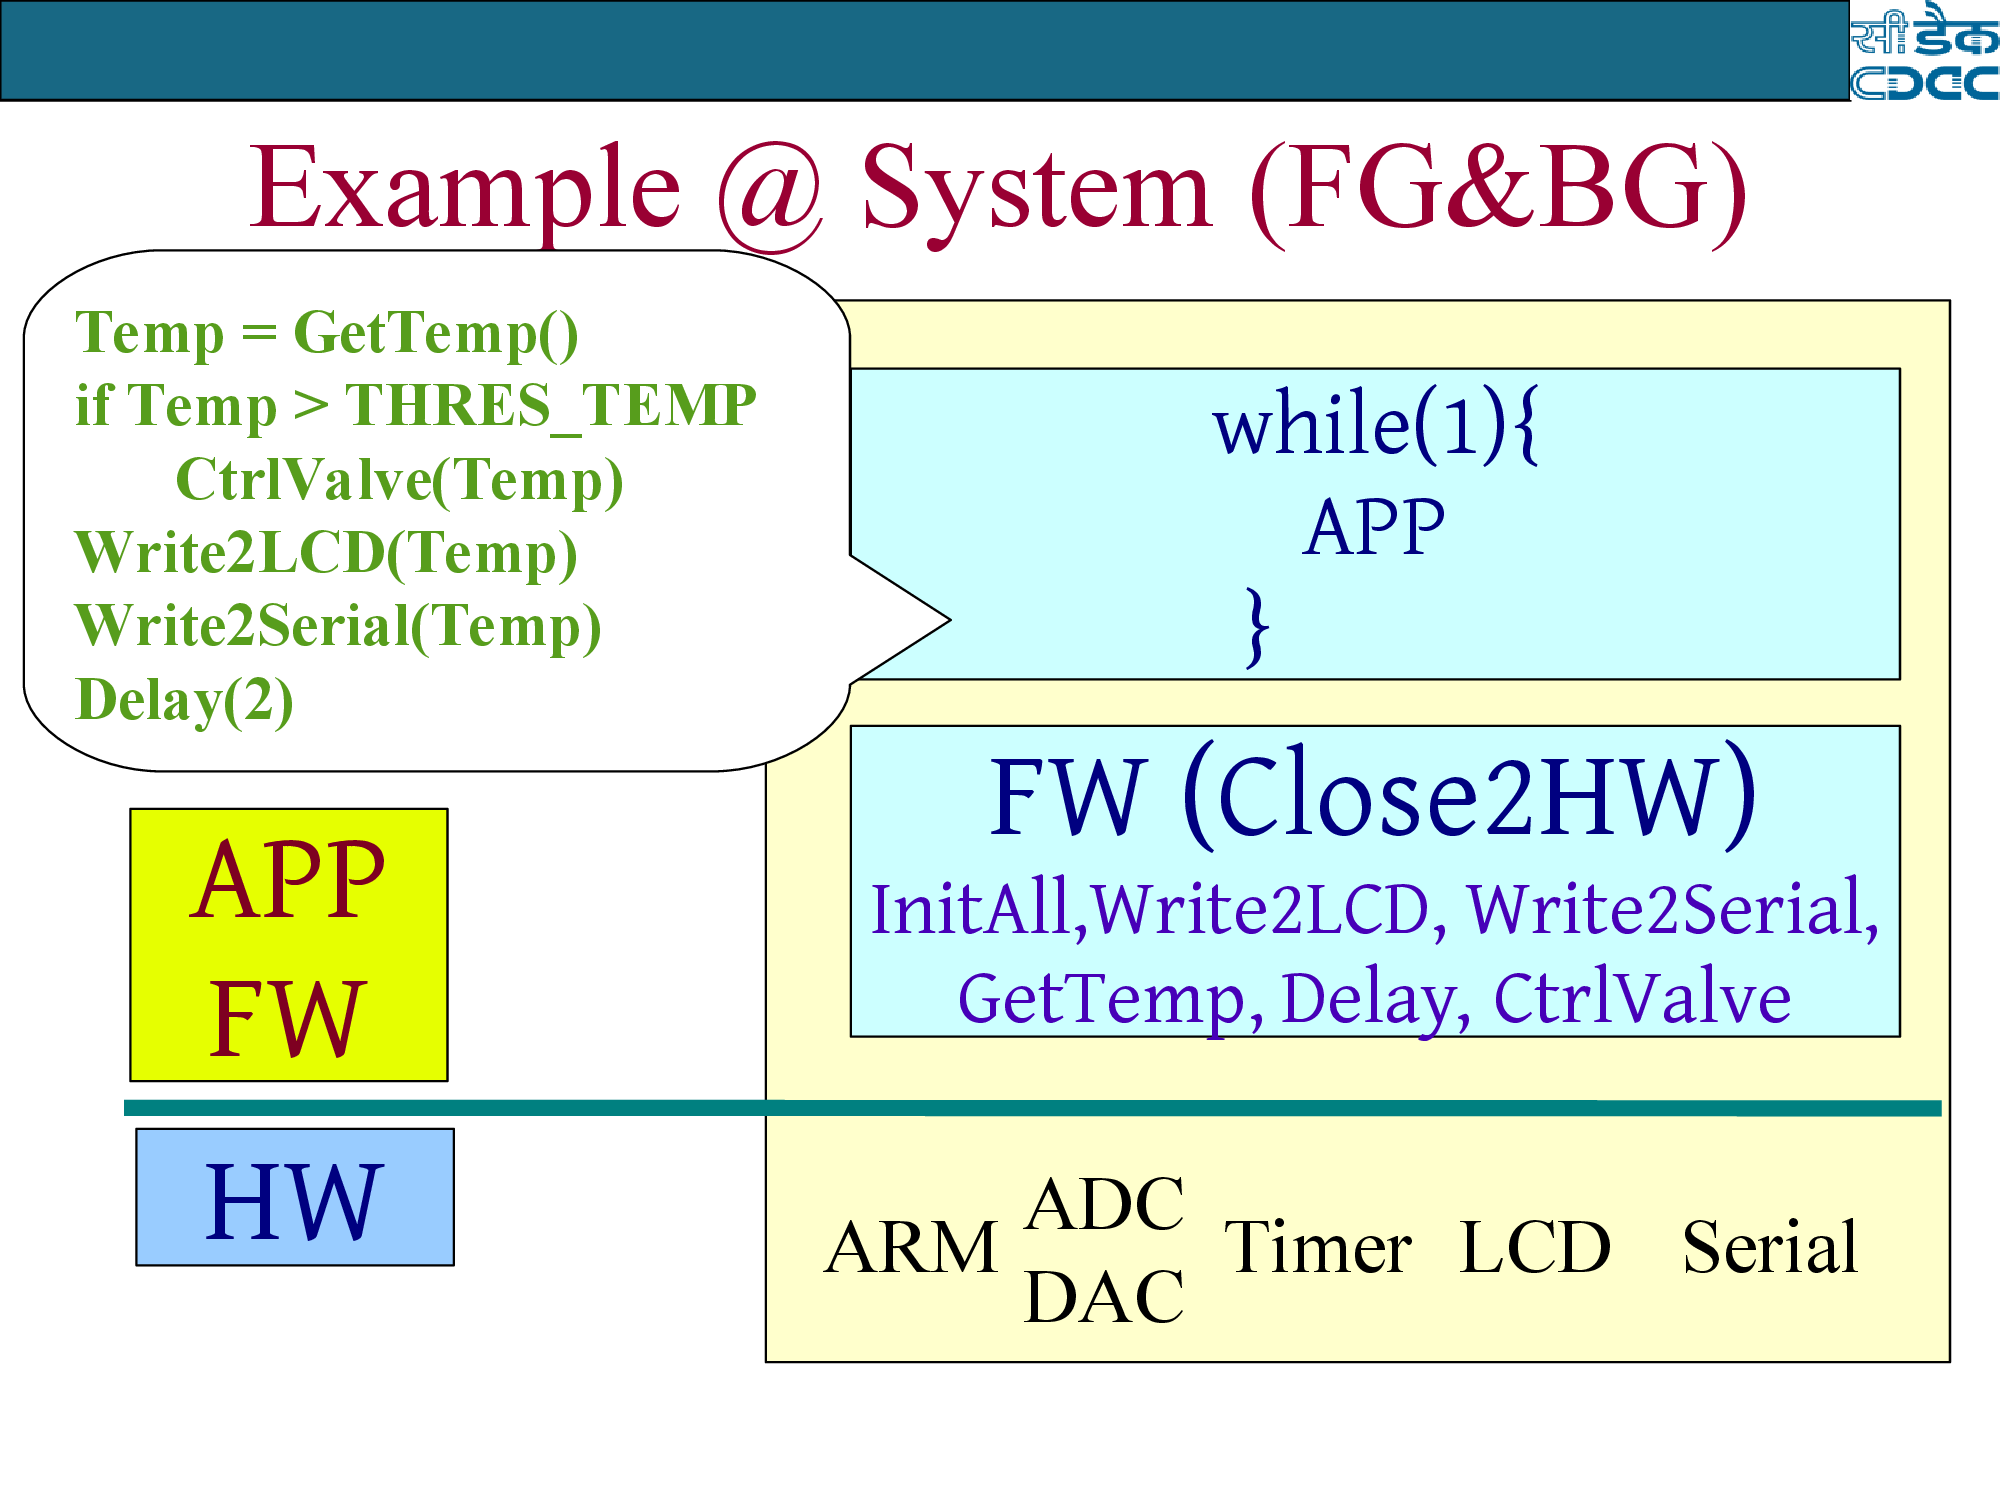 सी डैक
CDAC
Example @ System (FG&BG)
Temp = GetTemp()
if Temp > THRES_TEMP
CtrlValve(Temp)
Write2LCD(Temp)
Write2Serial(Temp)
Delay(2)
while(1){
APP
}
FW (Close2HW)
InitAll,Write2LCD, Write2Serial,
GetTemp, Delay, CtrlValve
APP
FW
HW
ARM
ADC
DAC
Timer
LCD
Serial